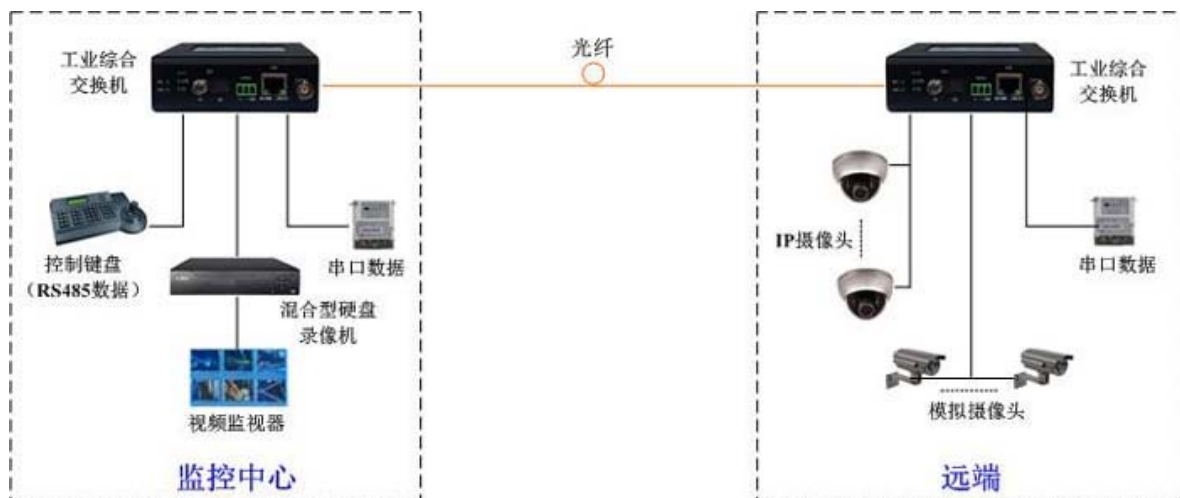 工业综合
交换机
光纤
工业综合
交换机
控制键盘
（RS485数据）
串口数据
混合型硬盘
录像机
视频监视器
监控中心
IP摄像头
串口数据
模拟摄像头
远端